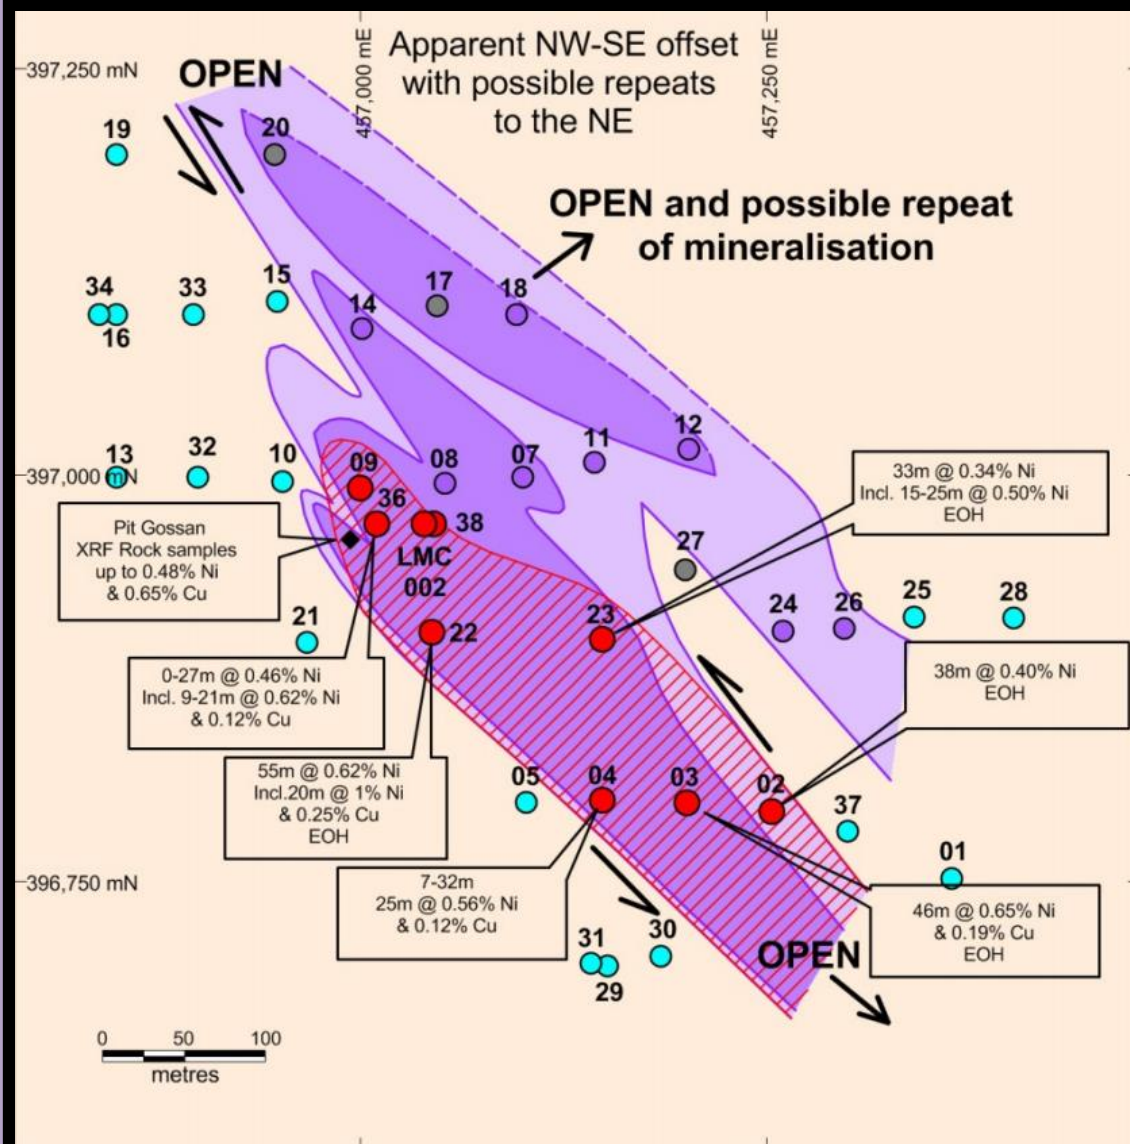 397,250 mN
OPEN
457,000 mE
Apparent NW-SE offset
with possible repeats
to the NE
457,250 mE
19
20
OPEN and possible repeat
of mineralisation
34
33
15
14
17
18
16
12
11
13
32
10
09
08
07
397,000 mN
33m @ 0.34% Ni
Incl. 15-25m @ 0.50% Ni
EOH
36
38
Pit Gossan
XRF Rock samples
up to 0.48% Ni
& 0.65% Cu
LMC
002
27
25
28
24
26
21
22
23
0-27m @ 0.46% Ni
Incl. 9-21m @ 0.62% Ni
& 0.12% Cu
38m @ 0.40% Ni
EOH
55m @ 0.62% Ni
Incl.20m @ 1% Ni
& 0.25% Cu
EOH
05
04
03
02
37
01
396,750 mN
7-32m
25m @ 0.56% Ni
& 0.12% Cu
46m @ 0.65% Ni
& 0.19% Cu
EOH
31
30
29
OPEN
0 50 100
metres